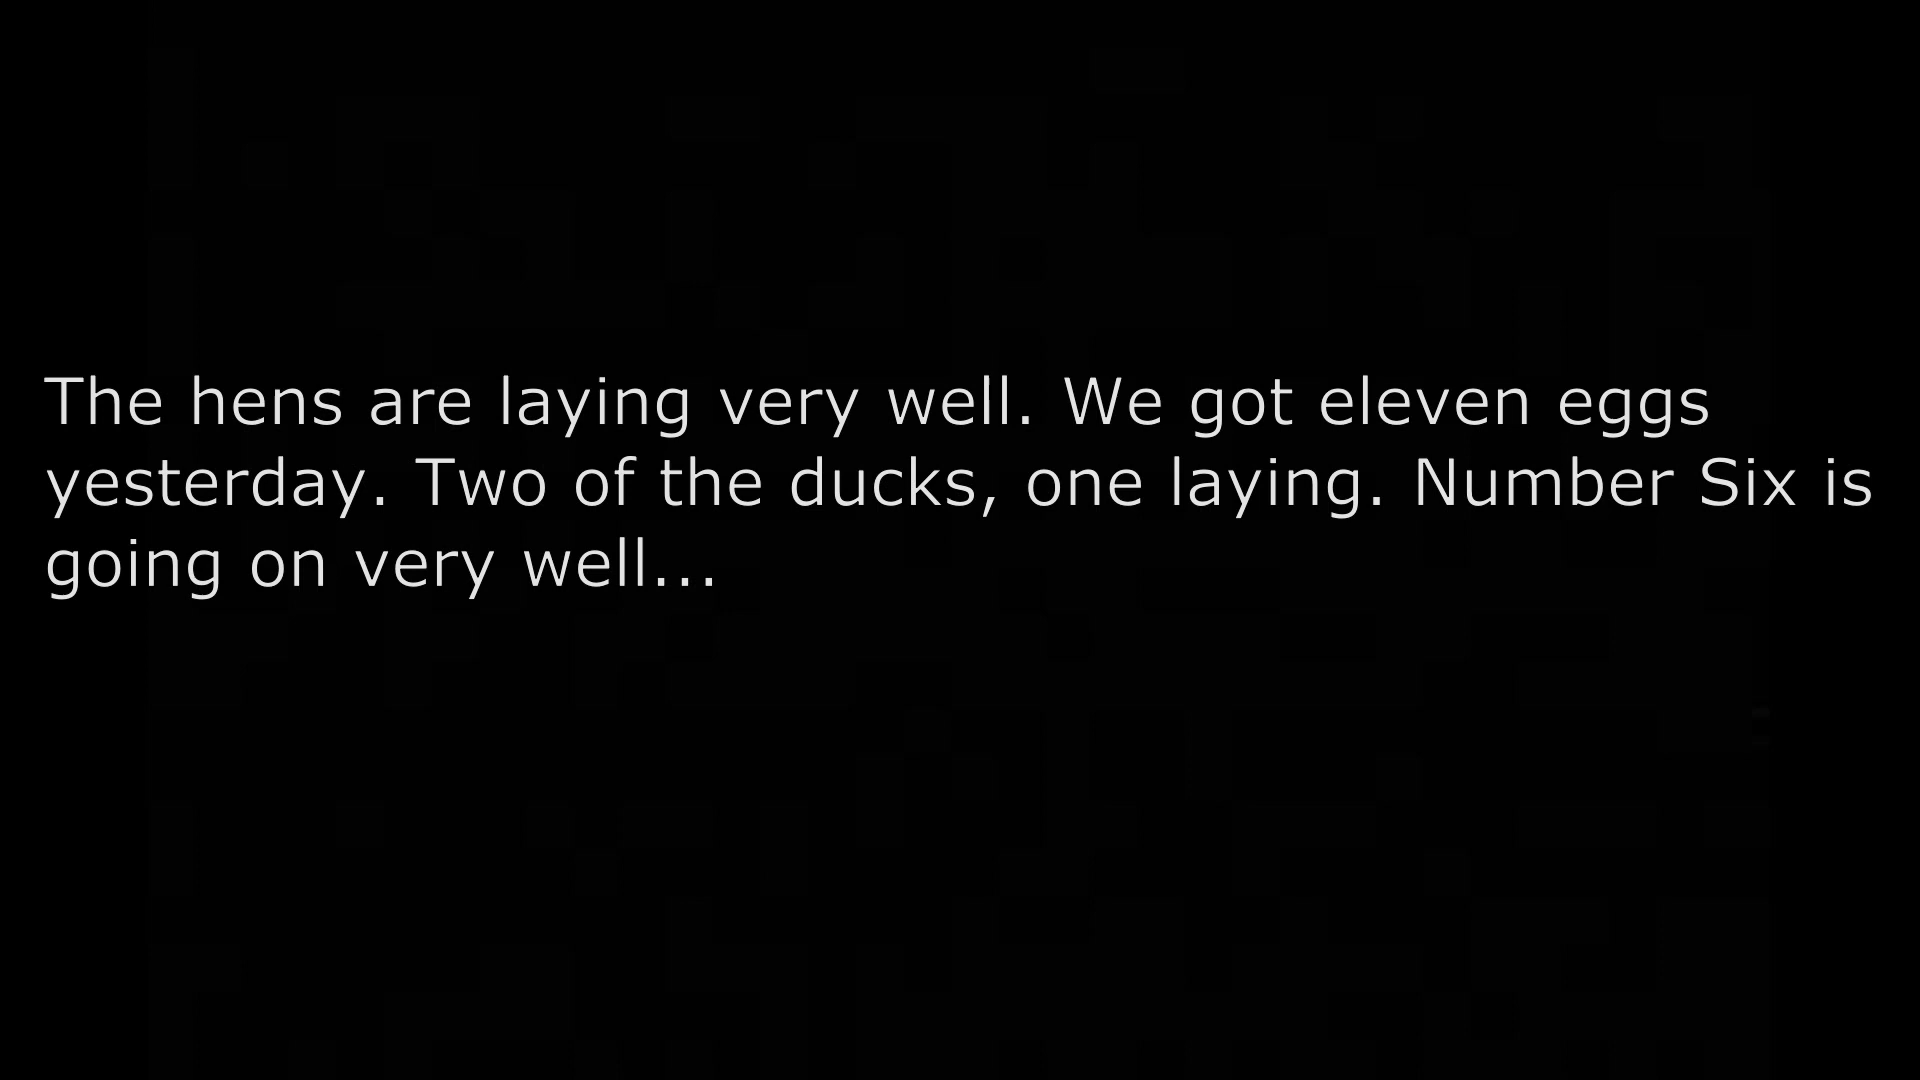 The hens are laying very well. We got eleven eggs
yesterday. Two of the ducks, one laying. Number Six is
going on very well...